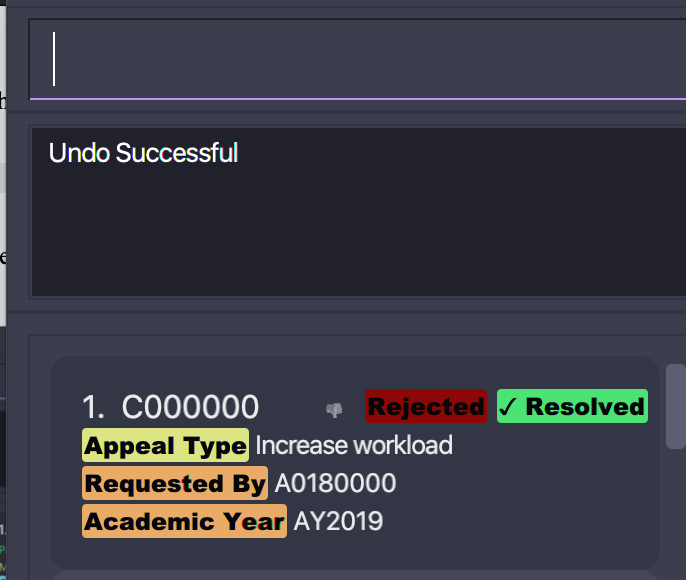 Undo Successful
1. C000000 Rejected ✓ Resolved
Appeal Type Increase workload
Requested By A0180000
Academic Year AY2019